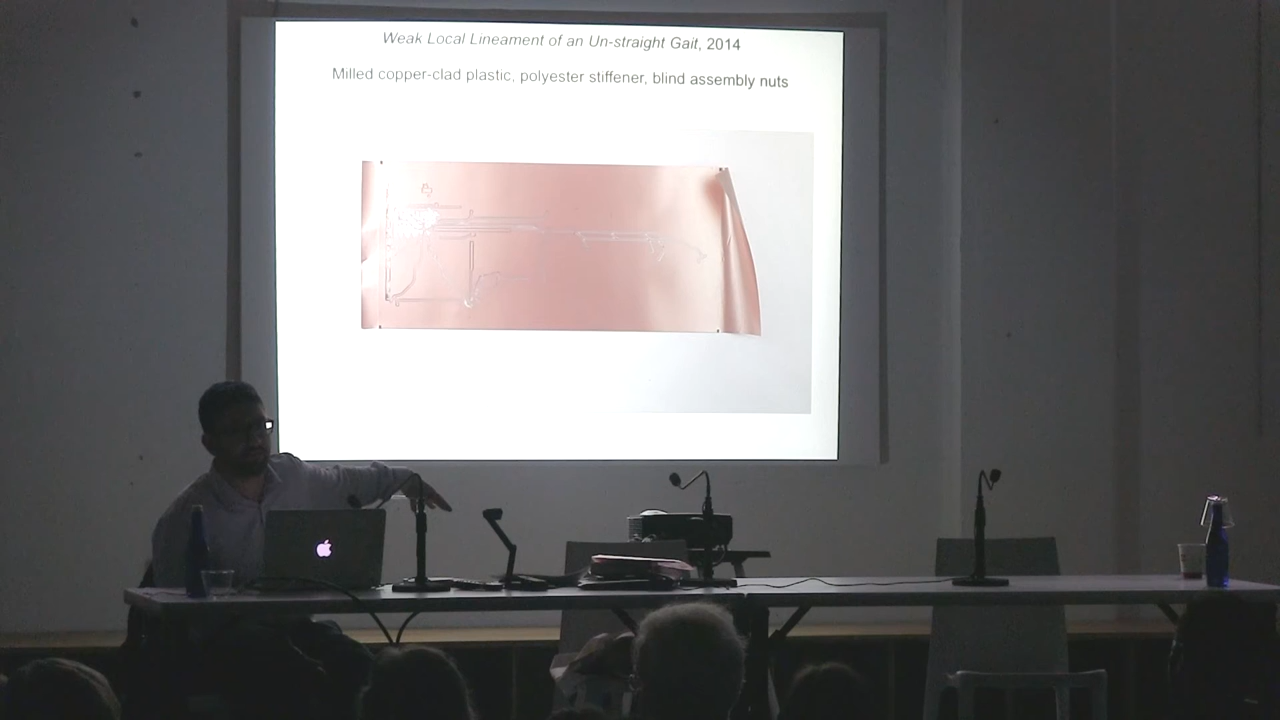 Weak Local Lineament of an Un-straight Gait, 2014
Milled copper-clad plastic, polyester stiffener, blind assembly nuts